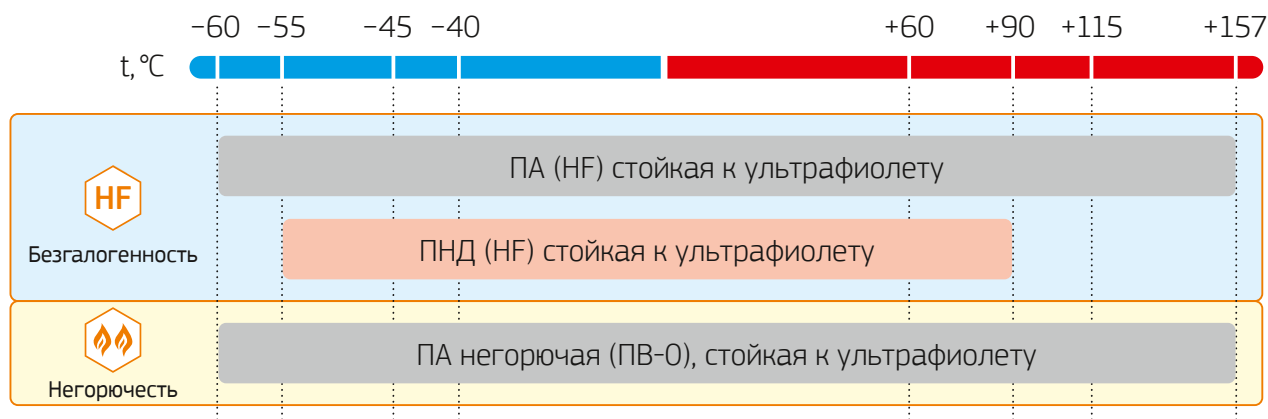 −60 −55 −45 −40 +60 +90 +115 +157
t, °C
ПА (HF) стойкая к ультрафиолету
HF
ПНД (HF) стойкая к ультрафиолету
Безгалогенность
ПА негорючая (ПВ-0), стойкая к ультрафиолету
Негорючесть